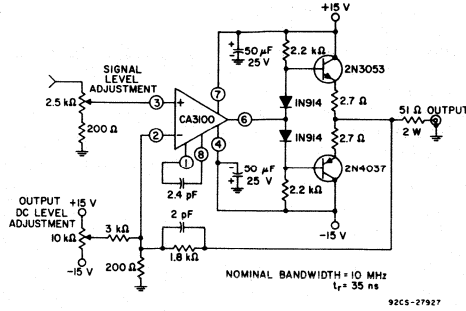 +15 V
+
-
50 µF
25 V
2.2 kΩ
2N3053
SIGNAL
LEVEL
ADJUSTMENT
7
2.5 kΩ
3
+
CA3100
6
1N914
2.7 Ω
51 Ω OUTPUT
2 W
200 Ω
2
-
4
1N914
2.7 Ω
1
8
50 µF
25 V
-
+
2N4037
2.4 pF
2.2 kΩ
OUTPUT
DC LEVEL
ADJUSTMENT
+15 V
2 pF
-15 V
10 kΩ
3 kΩ
-15 V
200 Ω
1.8 kΩ
NOMINAL BANDWIDTH = 10 MHz
tr = 35 ns
92CS-27927